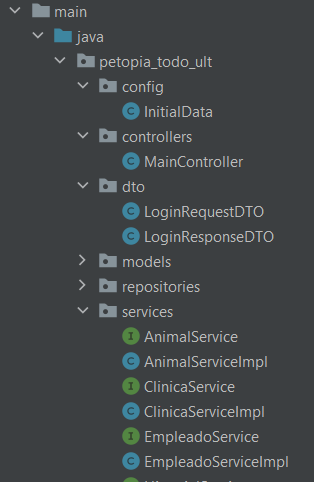 main
java
petopia_todo_ult
config
C InitialData
controllers
C MainController
dto
C LoginRequestDTO
C LoginResponseDTO
models
repositories
services
I AnimalService
C AnimalServiceImpl
I ClinicaService
C ClinicaServiceImpl
I EmpleadoService
C EmpleadoServiceImpl